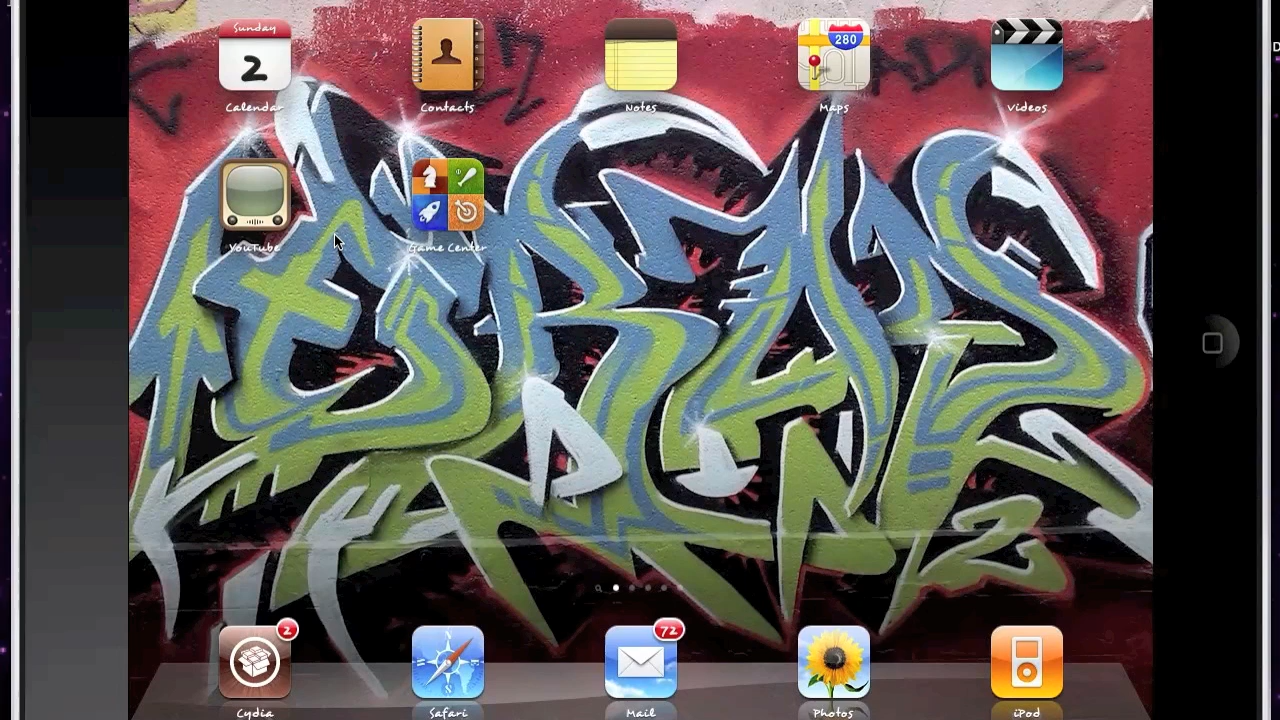 Sunday
2
Calendar
Contacts
Notes
280
Maps
Videos
YouTube
Game Center
2
Cydia
Safari
72
Mail
Photos
iPod
D